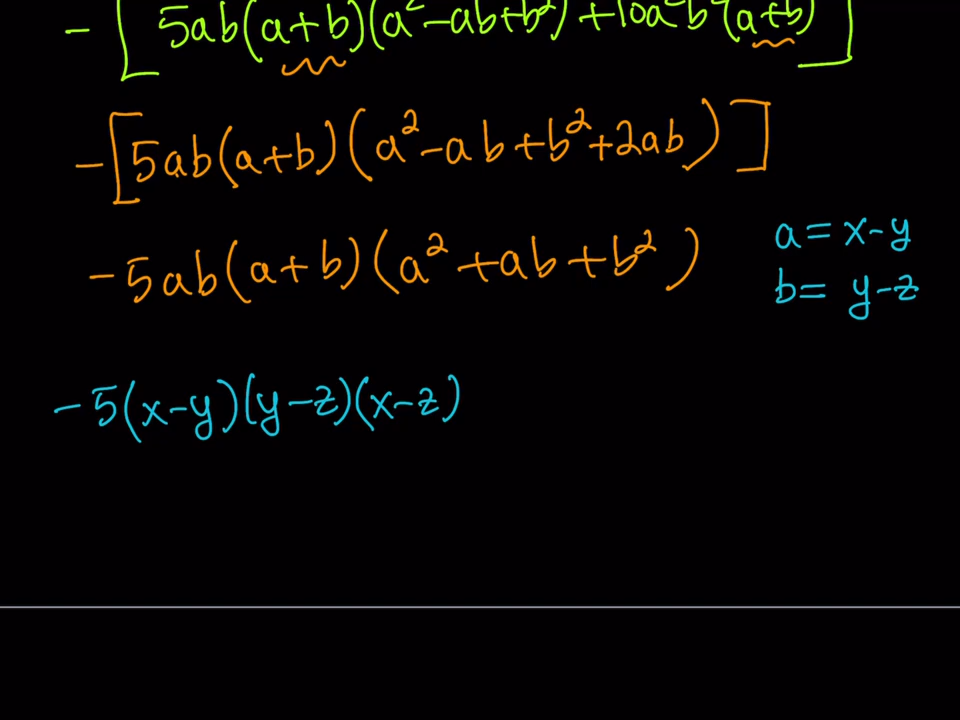 - [ 5ab(a+b)(a²-ab+b²) + 10a²b²(a+b) ]
- [5ab(a+b)(a²-ab+b²+2ab) ]
a = x-y
-5ab(a+b)(a²+ab+b²)
b = y-z
-5(x-y)(y-z)(x-z)